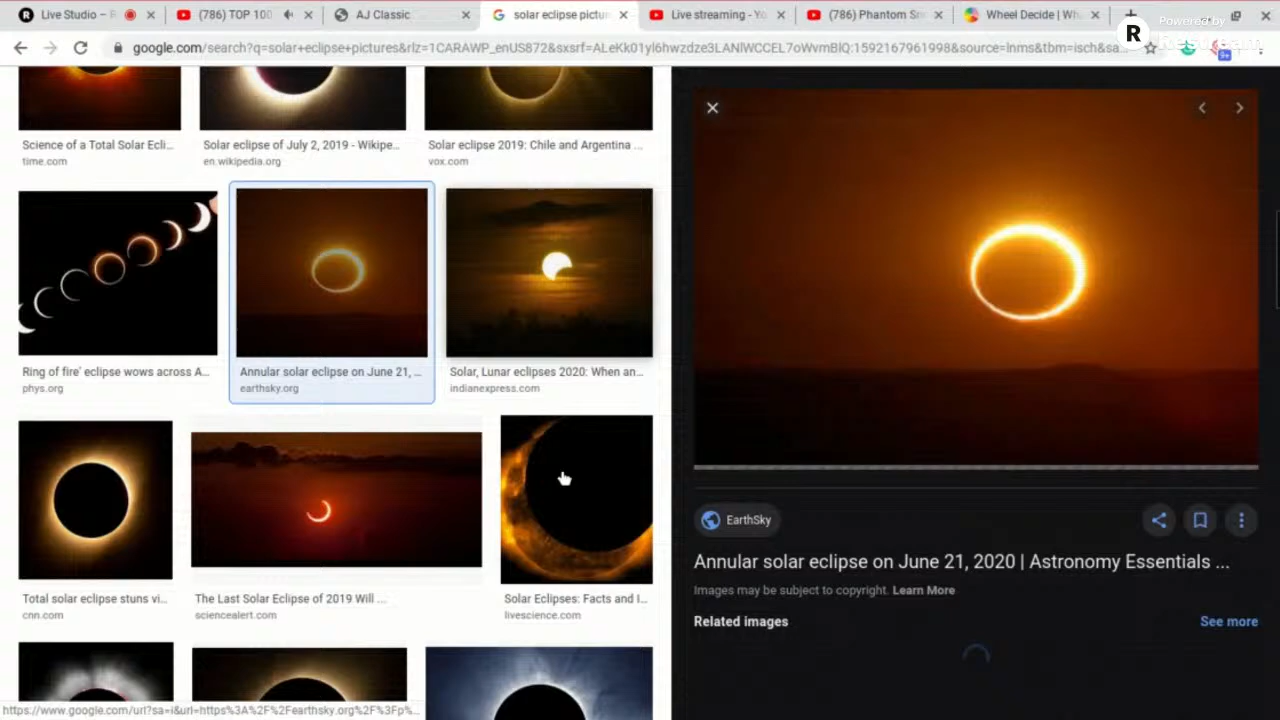 Live Studio – R
(786) TOP 100
AJ Classic
solar eclipse pictur
Live streaming - Yo
(786) Phantom Sm
Wheel Decide | Wh
Powered by
Restream
R
google.com/search?q=solar+eclipse+pictures&rlz=1CARAWP_enUS872&sxsrf=ALeKk01yl6hwzdze3LANlWCCEL7oWvmBlQ:1592167961998&source=lnms&tbm=isch&sa...
9+
Science of a Total Solar Ecli...
time.com
Solar eclipse of July 2, 2019 - Wikipe...
en.wikipedia.org
Solar eclipse 2019: Chile and Argentina ...
vox.com
Ring of fire' eclipse wows across A...
phys.org
Annular solar eclipse on June 21, ...
earthsky.org
Solar, Lunar eclipses 2020: When an...
indianexpress.com
Total solar eclipse stuns vi...
cnn.com
The Last Solar Eclipse of 2019 Will ...
sciencealert.com
Solar Eclipses: Facts and I...
livescience.com
EarthSky
Annular solar eclipse on June 21, 2020 | Astronomy Essentials ...
Images may be subject to copyright. Learn More
Related images
See more
https://www.google.com/url?sa=i&url=https%3A%2F%2Fearthsky.org%2F%3Fp%...